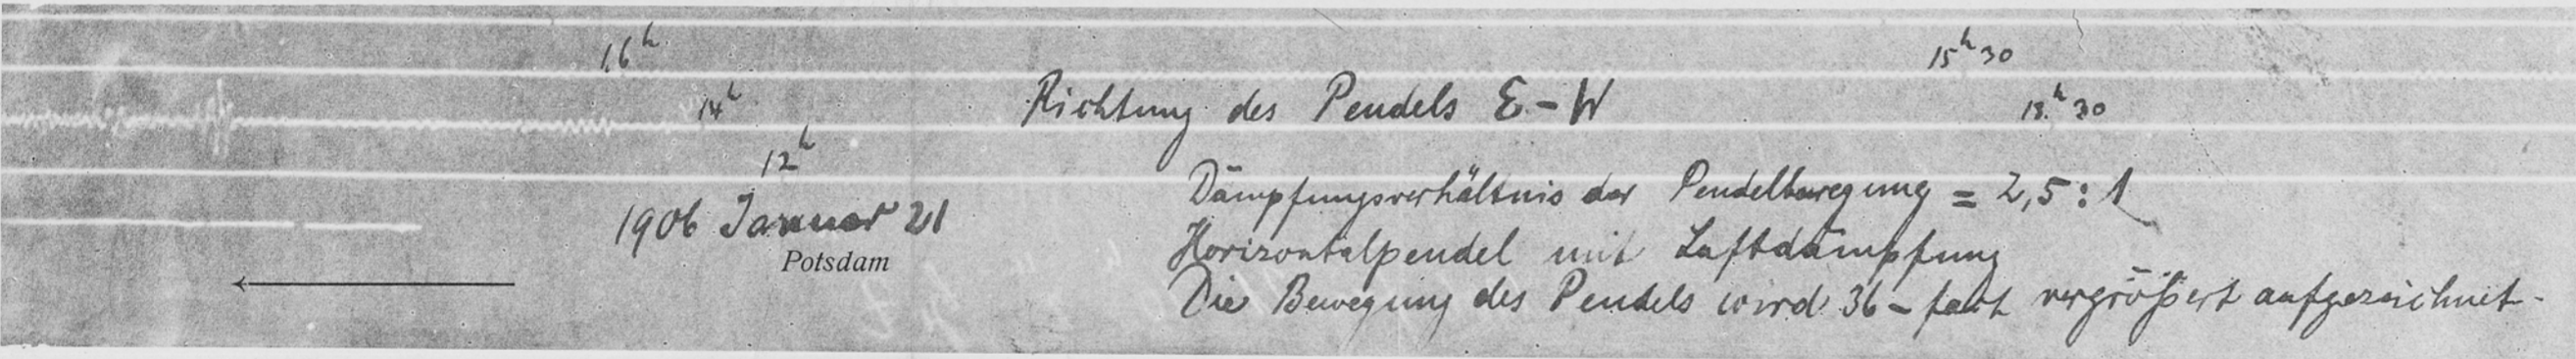 16h
15h 30
14h
Richtung des Pendels E-W
13h 30
12h
Dämpfungsverhältnis der Pendelbewegung = 2,5 : 1
1906 Januar 21
Horizontalpendel mit Luftdämpfung
Potsdam
Die Bewegung des Pendels wird 36-fach vergrößert aufgezeichnet-